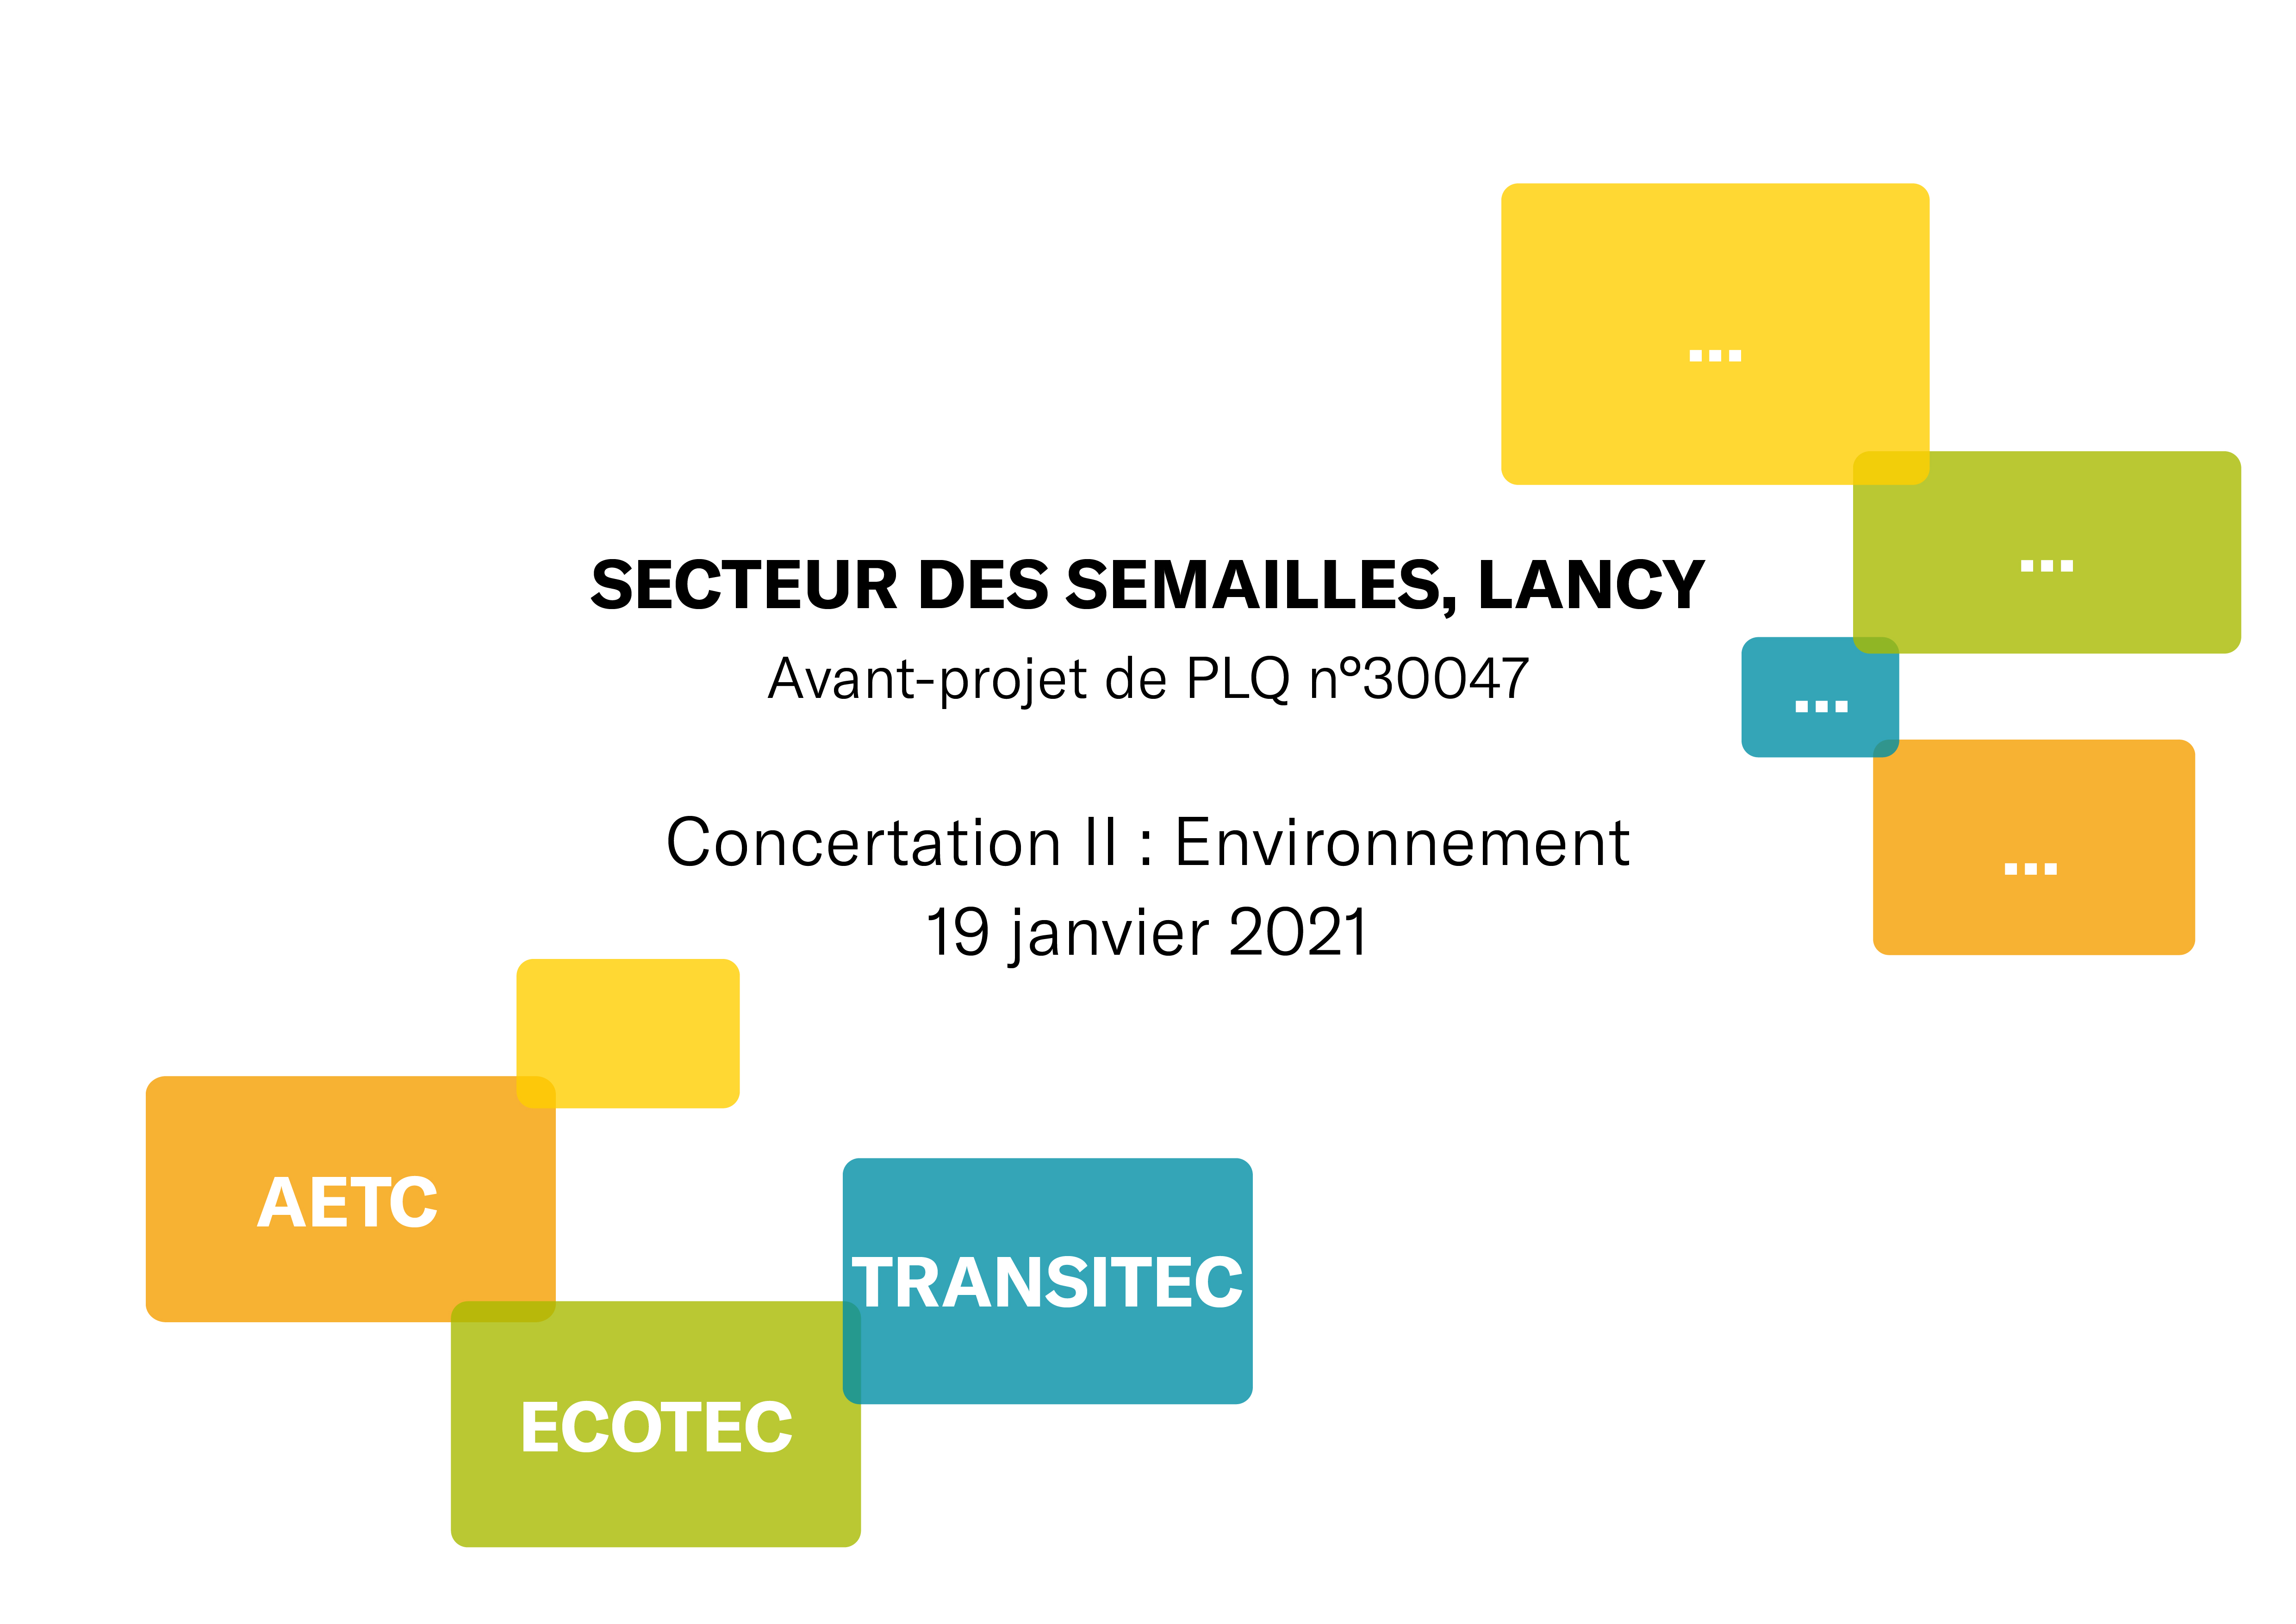 ...
...
SECTEUR DES SEMAILLES, LANCY
Avant-projet de PLQ n°30047
...
Concertation II : Environnement
...
19 janvier 2021
AETC
TRANSITEC
ECOTEC